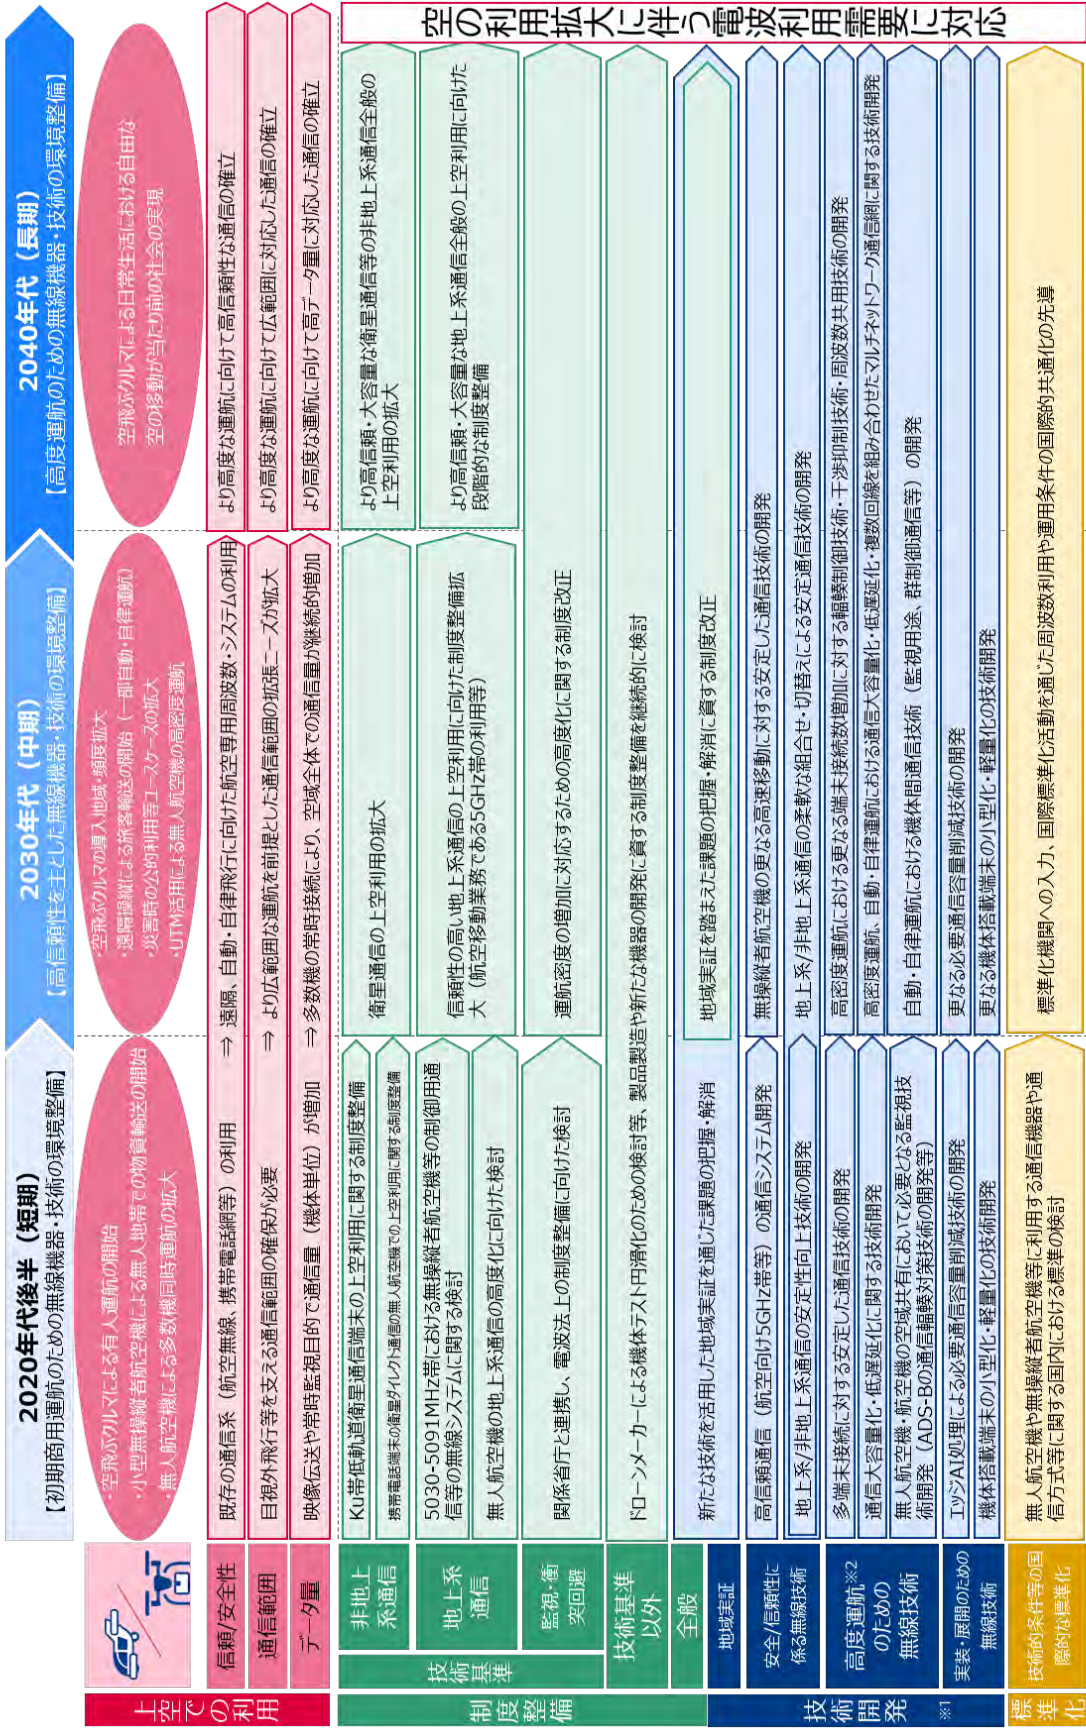 2020年代後半（短期）
【初期商用運航のための無線機器・技術の環境整備】
2030年代（中期）
【高信頼性を主とした無線機器・技術の環境整備】
2040年代（長期）
【高度運航のための無線機器・技術の環境整備】
・空飛ぶクルマによる有人運航の開始
・小型無操縦者航空機による無人地帯での物資輸送の開始
・無人航空機による多数機同時運航の拡大
・空飛ぶクルマの導入地域・頻度拡大
・遠隔操縦による旅客輸送の開始（一部自動・自律運航）
・災害時の公的利用等ユースケースの拡大
・UTM活用による無人航空機の高密度運航
空飛ぶクルマによる日常生活における自由な
空の移動が当たり前の社会の実現
上空での利用
信頼/安全性
既存の通信系（航空無線、携帯電話網等）の利用
⇒ 遠隔、自動・自律飛行に向けた航空専用周波数・システムの利用
より高度な運航に向けて高信頼性な通信の確立
通信範囲
目視外飛行等を支える通信範囲の確保が必要
⇒ より広範囲な運航を前提とした通信範囲の拡張ニーズが拡大
より高度な運航に向けて広範囲に対応した通信の確立
データ量
映像伝送や常時監視目的で通信量（機体単位）が増加
⇒ 多数機の常時接続により、空域全体での通信量が継続的増加
より高度な運航に向けて高データ量に対応した通信の確立
空の利用拡大に伴う電波利用需要に対応
制度整備
技術基準
非地上系通信
Ku帯低軌道衛星通信端末の上空利用に関する制度整備
携帯電話端末の衛星ダイレクト通信の無人航空機での上空利用に関する制度整備
衛星通信の上空利用の拡大
より高信頼・大容量な衛星通信等の非地上系通信全般の
上空利用の拡大
地上系通信
5030-5091MHz帯における無操縦者航空機等の制御用通
信等の無線システムに関する検討
無人航空機の地上系通信の高度化に向けた検討
信頼性の高い地上系通信の上空利用に向けた制度整備拡
大（航空移動業務である5GHz帯の利用等）
より高信頼・大容量な地上系通信全般の上空利用に向けた
段階的な制度整備
監視・衝突回避
関係省庁と連携し、電波法上の制度整備に向けた検討
運航密度の増加に対応するための高度化に関する制度改正
技術基準以外
ドローンメーカーによる機体テスト円滑化のための検討等、製品製造や新たな機器の開発に資する制度整備を継続的に検討
全般
地域実証
新たな技術を活用した地域実証を通じた課題の把握・解消
地域実証を踏まえた課題の把握・解消に資する制度改正
技術開発
※1
安全/信頼性に
係る無線技術
高信頼通信（航空向け5GHz帯等）の通信システム開発
無操縦者航空機の更なる高速移動に対する安定した通信技術の開発
地上系/非地上系通信の安定性向上技術の開発
地上系/非地上系通信の柔軟な組合せ・切替えによる安定通信技術の開発
高度運航※2
のための
無線技術
多端末接続に対する安定した通信技術の開発
高密度運航における更なる端末接続数増加に対する輻輳制御技術・干渉抑制技術・周波数共用技術の開発
通信大容量化・低遅延化に関する技術開発
高密度運航、自動・自律運航における通信大容量化・低遅延化・複数回線を組み合わせたマルチネットワーク通信網に関する技術開発
無人航空機・航空機の空域共有において必要となる監視技
術開発（ADS-Bの通信輻輳対策技術の開発等）
自動・自律運航における機体間通信技術（監視用途、群制御通信等）の開発
実装・展開のための
無線技術
エッジAI処理による必要通信容量削減技術の開発
更なる必要通信容量削減技術の開発
機体搭載端末の小型化・軽量化の技術開発
更なる機体搭載端末の小型化・軽量化の技術開発
標準化
技術的条件等の国
際的な標準化
無人航空機や無操縦者航空機等に利用する通信機器や通
信方式等に関する国内における標準の検討
標準化機関への入力、国際標準化活動を通じた周波数利用や運用条件の国際的共通化の先導